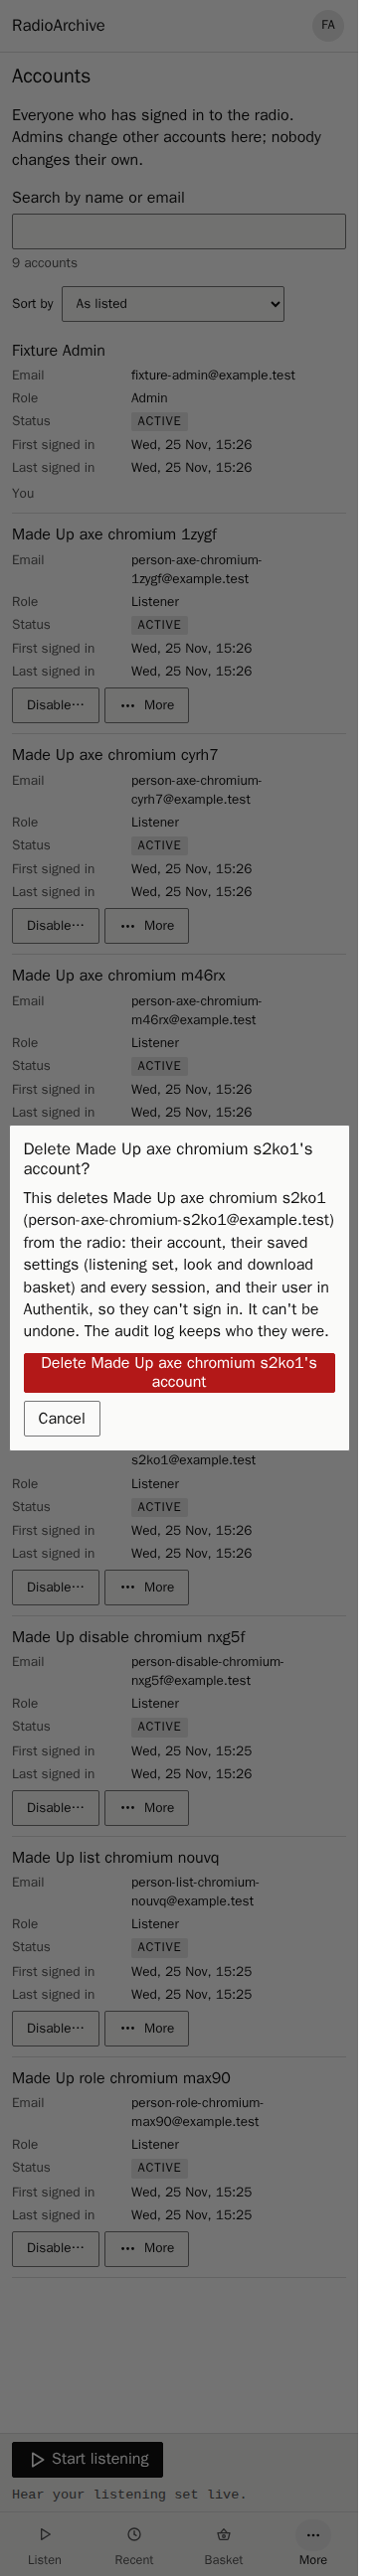 RadioArchive
FA
Accounts
Everyone who has signed in to the radio.
Admins change other accounts here; nobody
changes their own.
Search by name or email
9 accounts
Sort by
As listed
Fixture Admin
Email fixture-admin@example.test
Role Admin
Status ACTIVE
First signed in Wed, 25 Nov, 15:26
Last signed in Wed, 25 Nov, 15:26
You
Made Up axe chromium 1zygf
Email person-axe-chromium-
1zygf@example.test
Role Listener
Status ACTIVE
First signed in Wed, 25 Nov, 15:26
Last signed in Wed, 25 Nov, 15:26
Disable… ••• More
Made Up axe chromium cyrh7
Email person-axe-chromium-
cyrh7@example.test
Role Listener
Status ACTIVE
First signed in Wed, 25 Nov, 15:26
Last signed in Wed, 25 Nov, 15:26
Disable… ••• More
Made Up axe chromium m46rx
Email person-axe-chromium-
m46rx@example.test
Role Listener
Status ACTIVE
First signed in Wed, 25 Nov, 15:26
Last signed in Wed, 25 Nov, 15:26
Delete Made Up axe chromium s2ko1's
account?
This deletes Made Up axe chromium s2ko1
(person-axe-chromium-s2ko1@example.test)
from the radio: their account, their saved
settings (listening set, look and download
basket) and every session, and their user in
Authentik, so they can't sign in. It can't be
undone. The audit log keeps who they were.
Delete Made Up axe chromium s2ko1's
account
Cancel
s2ko1@example.test
Role Listener
Status ACTIVE
First signed in Wed, 25 Nov, 15:26
Last signed in Wed, 25 Nov, 15:26
Disable… ••• More
Made Up disable chromium nxg5f
Email person-disable-chromium-
nxg5f@example.test
Role Listener
Status ACTIVE
First signed in Wed, 25 Nov, 15:25
Last signed in Wed, 25 Nov, 15:26
Disable… ••• More
Made Up list chromium nouvq
Email person-list-chromium-
nouvq@example.test
Role Listener
Status ACTIVE
First signed in Wed, 25 Nov, 15:25
Last signed in Wed, 25 Nov, 15:25
Disable… ••• More
Made Up role chromium max90
Email person-role-chromium-
max90@example.test
Role Listener
Status ACTIVE
First signed in Wed, 25 Nov, 15:25
Last signed in Wed, 25 Nov, 15:25
Disable… ••• More
Start listening
Hear your listening set live.
Listen Recent Basket More